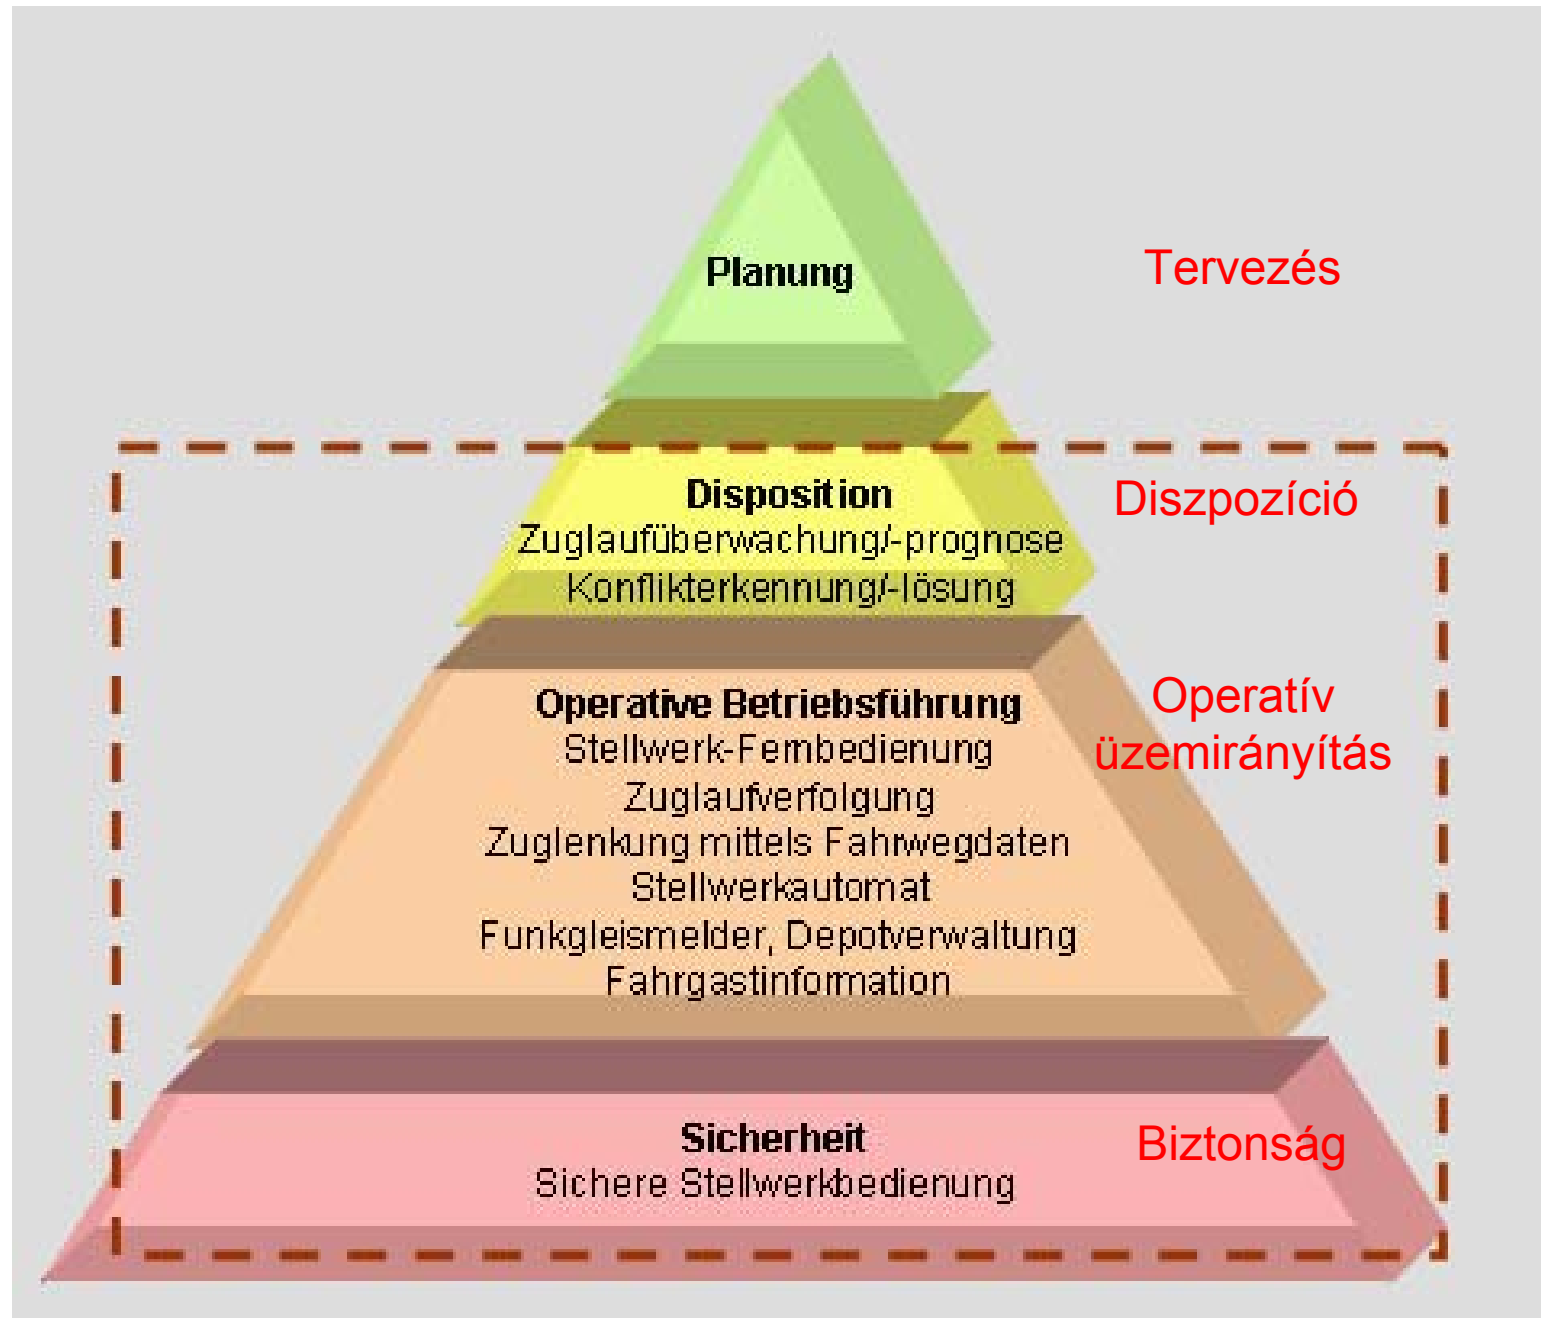 Planung
Tervezés
Disposition
Zuglaufüberwachung/-prognose
Konflikterkennung/-lösung
Diszpozíció
Operative Betriebsführung
Stellwerk-Fernbedienung
Zuglaufverfolgung
Zuglenkung mittels Fahrwegdaten
Stellwerkautomat
Funkgleismelder, Depotverwaltung
Fahrgastinformation
Operatív
üzemirányítás
Sicherheit
Sichere Stellwerkbedienung
Biztonság